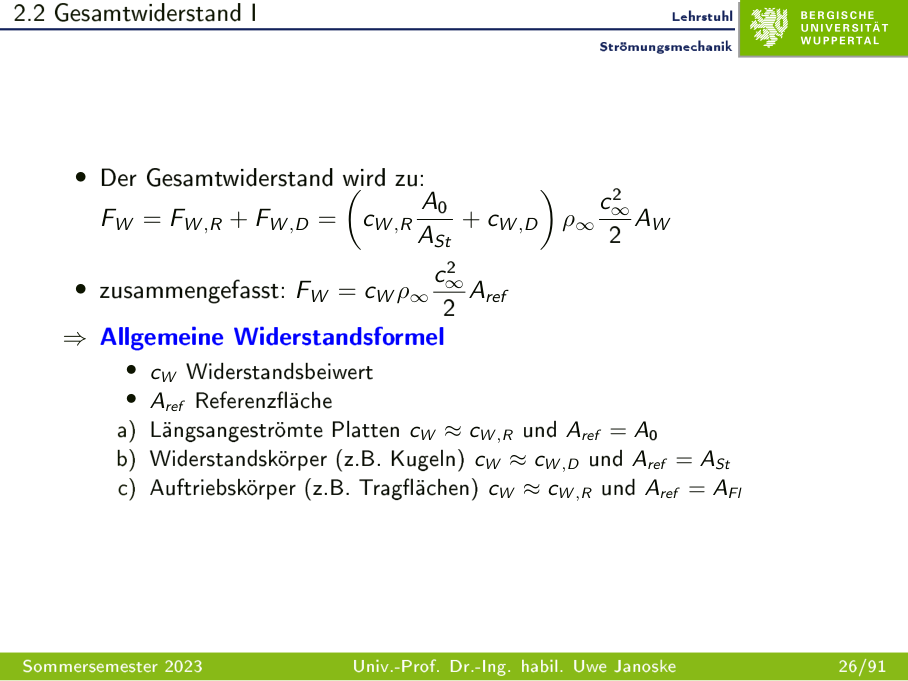 2.2 Gesamtwiderstand I
Lehrstuhl
Strömungsmechanik
BERGISCHE
UNIVERSITÄT
WUPPERTAL
• Der Gesamtwiderstand wird zu:
F_W = F_{W,R} + F_{W,D} = \left( c_{W,R} \frac{A_0}{A_{St}} + c_{W,D} \right) \rho_\infty \frac{c_\infty^2}{2} A_W
• zusammengefasst: F_W = c_W \rho_\infty \frac{c_\infty^2}{2} A_{ref}
⇒ Allgemeine Widerstandsformel
• c_W Widerstandsbeiwert
• A_{ref} Referenzfläche
a) Längsangeströmte Platten c_W ≈ c_{W,R} und A_{ref} = A_0
b) Widerstandskörper (z.B. Kugeln) c_W ≈ c_{W,D} und A_{ref} = A_{St}
c) Auftriebskörper (z.B. Tragflächen) c_W ≈ c_{W,R} und A_{ref} = A_{Fl}
Sommersemester 2023
Univ.-Prof. Dr.-Ing. habil. Uwe Janoske
26/91